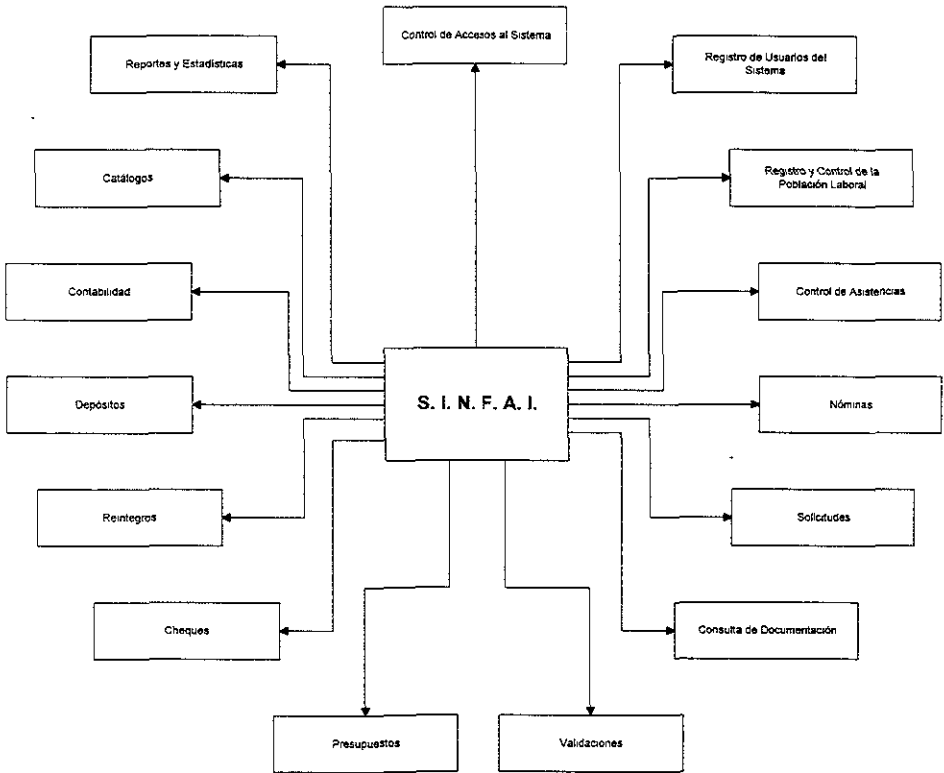 Control de Accesos al Sistema
Reportes y Estadísticas
Registro de Usuarios del
Sistema
Catálogos
Registro y Control de la
Población Laboral
Contabilidad
Control de Asistencias
S. I. N. F. A. I.
Depósitos
Nóminas
Reintegros
Solicitudes
Cheques
Consulta de Documentación
Presupuestos
Validaciones